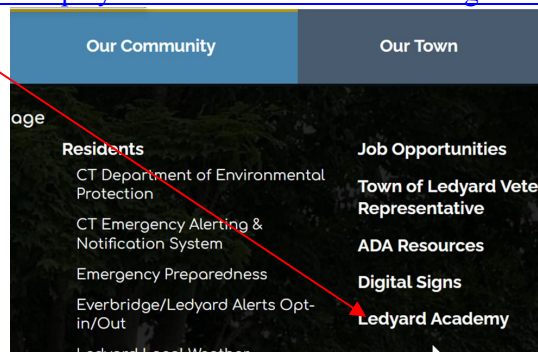 Our Community
Our Town
age
Residents
CT Department of Environmental
Protection
CT Emergency Alerting &
Notification System
Emergency Preparedness
Everbridge/Ledyard Alerts Opt-
in/Out
Job Opportunities
Town of Ledyard Vete
Representative
ADA Resources
Digital Signs
Ledyard Academy